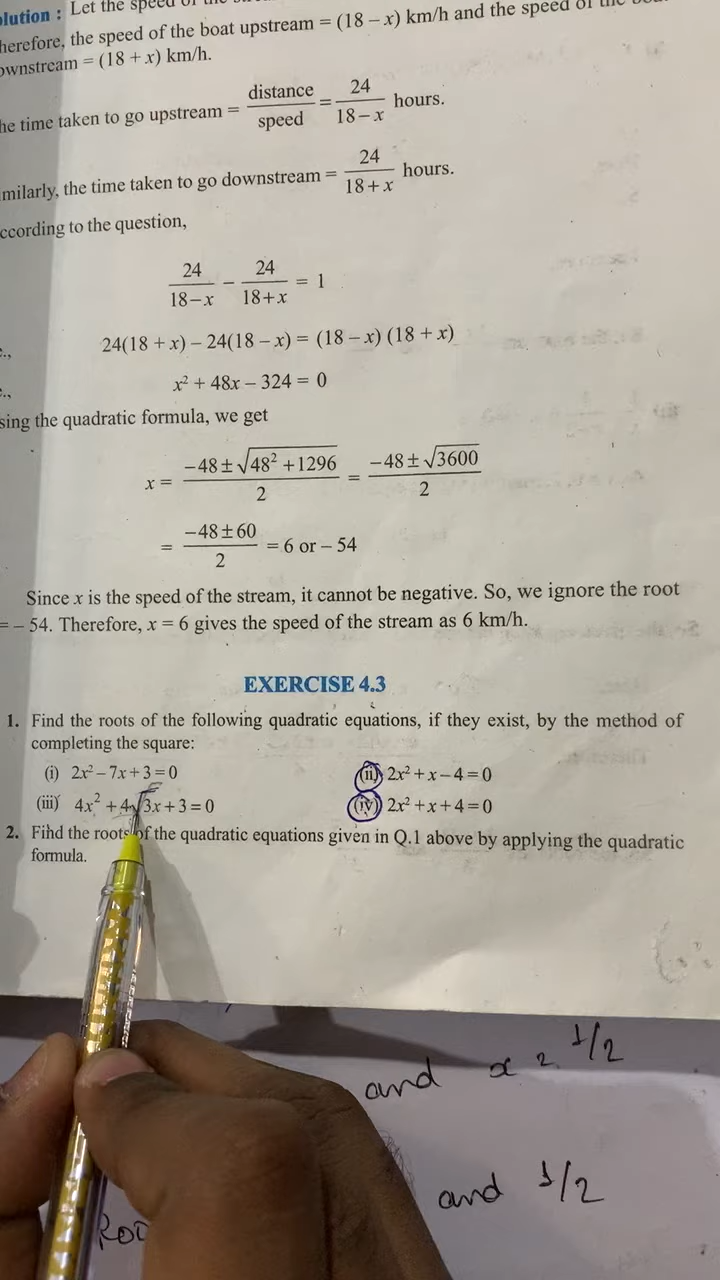 olution : Let the speed of the
herefore, the speed of the boat upstream = (18 – x) km/h and the speed of the boat
ownstream = (18 + x) km/h.
he time taken to go upstream = distance/speed = 24/(18 – x) hours.
milarly, the time taken to go downstream = 24/(18 + x) hours.
ccording to the question,
24/(18–x) – 24/(18+x) = 1
.,
24(18 + x) – 24(18 – x) = (18 – x) (18 + x)
.,
x² + 48x – 324 = 0
sing the quadratic formula, we get
x = (–48 ± √(48² + 1296))/2 = (–48 ± √3600)/2
= (–48 ± 60)/2 = 6 or – 54
Since x is the speed of the stream, it cannot be negative. So, we ignore the root
= – 54. Therefore, x = 6 gives the speed of the stream as 6 km/h.
EXERCISE 4.3
1. Find the roots of the following quadratic equations, if they exist, by the method of
completing the square:
(i) 2x² – 7x + 3 = 0 (ii) 2x² + x – 4 = 0
(iii) 4x² + 4√3x + 3 = 0 (iv) 2x² + x + 4 = 0
2. Find the roots of the quadratic equations given in Q.1 above by applying the quadratic
formula.
and x = 1/2
and 1/2
Roo